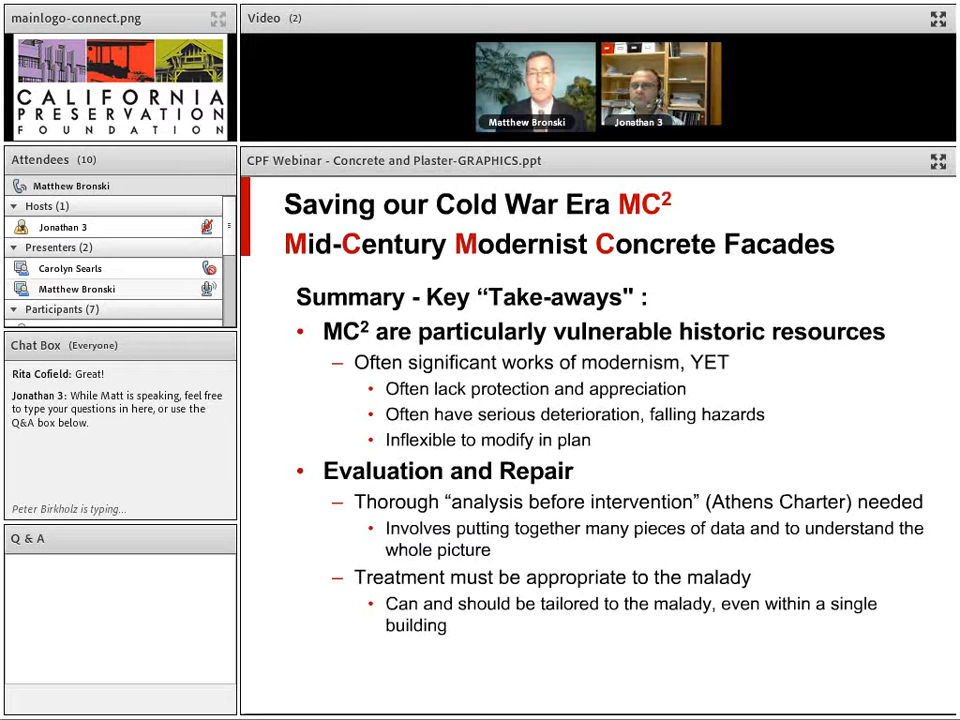 mainlogo-connect.png
CALIFORNIA
PRESERVATION
FOUNDATION
Video (2)
Matthew Bronski
Jonathan 3
Attendees (10)
Matthew Bronski
Hosts (1)
Jonathan 3
Presenters (2)
Carolyn Searls
Matthew Bronski
Participants (7)
Chat Box (Everyone)
Rita Cofield: Great!
Jonathan 3: While Matt is speaking, feel free
to type your questions in here, or use the
Q&A box below.
Peter Birkholz is typing...
Q & A
CPF Webinar - Concrete and Plaster-GRAPHICS.ppt
Saving our Cold War Era MC²
Mid-Century Modernist Concrete Facades
Summary - Key “Take-aways" :
• MC² are particularly vulnerable historic resources
– Often significant works of modernism, YET
• Often lack protection and appreciation
• Often have serious deterioration, falling hazards
• Inflexible to modify in plan
• Evaluation and Repair
– Thorough “analysis before intervention” (Athens Charter) needed
• Involves putting together many pieces of data and to understand the
whole picture
– Treatment must be appropriate to the malady
• Can and should be tailored to the malady, even within a single
building